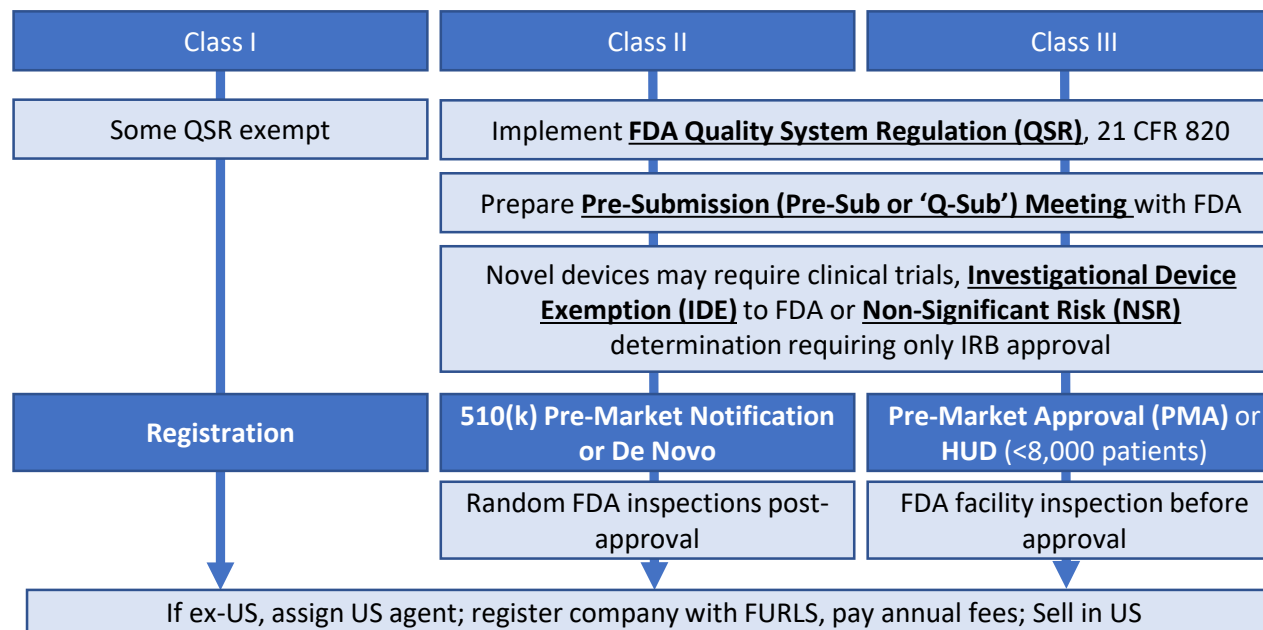 Class I
Class II
Class III
Some QSR exempt
Implement FDA Quality System Regulation (QSR), 21 CFR 820
Prepare Pre-Submission (Pre-Sub or ‘Q-Sub’) Meeting with FDA
Novel devices may require clinical trials, Investigational Device
Exemption (IDE) to FDA or Non-Significant Risk (NSR)
determination requiring only IRB approval
Registration
510(k) Pre-Market Notification
or De Novo
Pre-Market Approval (PMA) or
HUD (<8,000 patients)
Random FDA inspections post-
approval
FDA facility inspection before
approval
If ex-US, assign US agent; register company with FURLS, pay annual fees; Sell in US